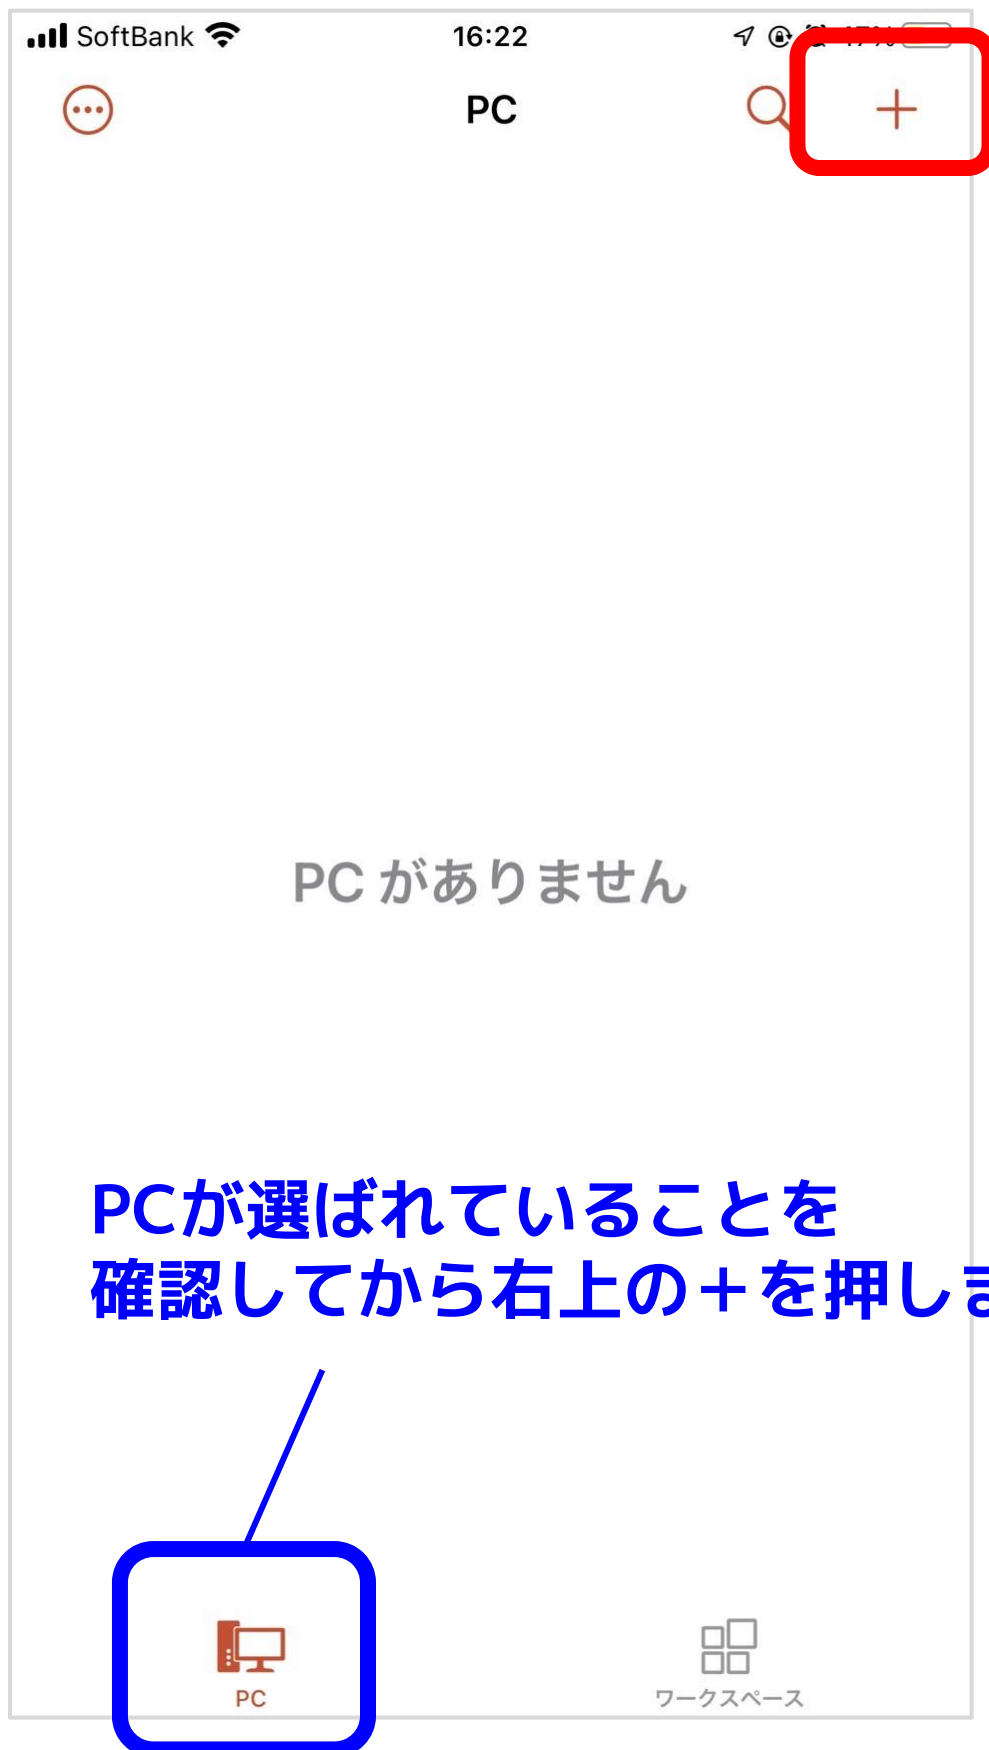 SoftBank
16:22
PC
PC がありません
PCが選ばれていることを
確認してから右上の＋を押しま
PC
ワークスペース